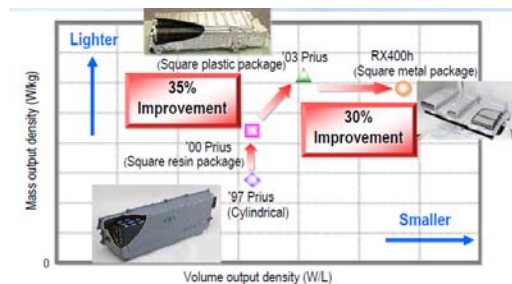 Lighter
(Square plastic package)
'03 Prius
RX400h
(Square metal package)
35%
Improvement
30%
Improvement
'00 Prius
(Square resin package)
'97 Prius
(Cylindrical)
Smaller
Mass output density (W/kg)
0
Volume output density (W/L)